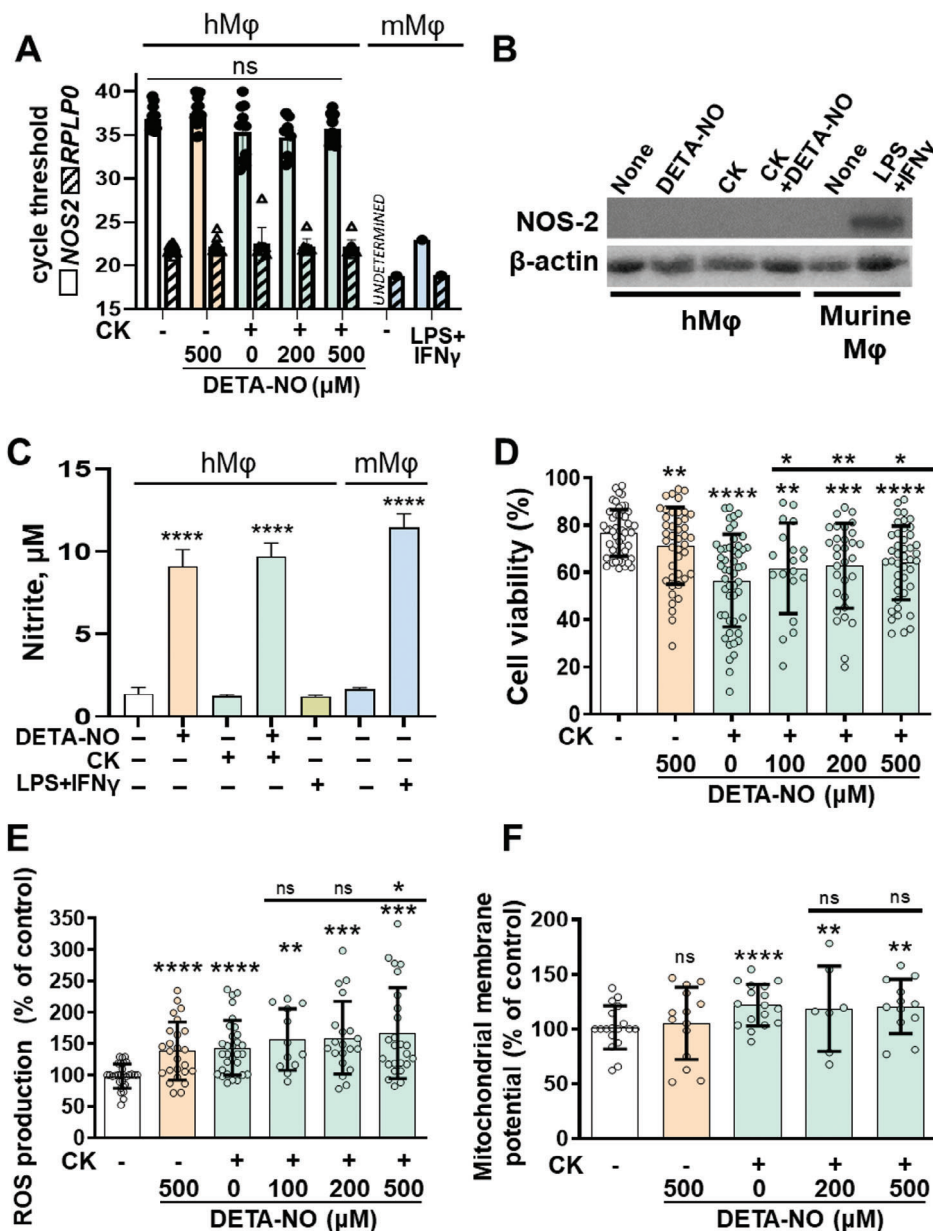 A
hMφ
mMφ
ns
cycle threshold
NOS2 RPLP0
40
35
30
25
20
15
UNDETERMINED
CK - - + + + - LPS+
IFNγ
500 0 200 500
DETA-NO (µM)
B
None
DETA-NO
CK
CK
+DETA-NO
None
LPS
+IFNγ
NOS-2
β-actin
hMφ
Murine
Mφ
C
hMφ
mMφ
Nitrite, µM
15
10
5
0
**** **** ****
DETA-NO – + – + – – –
CK – – + + – – –
LPS+IFNγ – – – – + – +
D
Cell viability (%)
100
80
60
40
20
0
* ** *
** **** ** *** ****
CK - - + + + +
500 0 100 200 500
DETA-NO (µM)
E
ROS production (% of control)
350
300
250
200
150
100
50
0
ns ns *
**** **** ** *** ***
CK - - + + + +
500 0 100 200 500
DETA-NO (µM)
F
Mitochondrial membrane
potential (% of control)
200
150
100
50
0
ns ns
ns **** ** **
CK - - + + +
500 0 200 500
DETA-NO (µM)